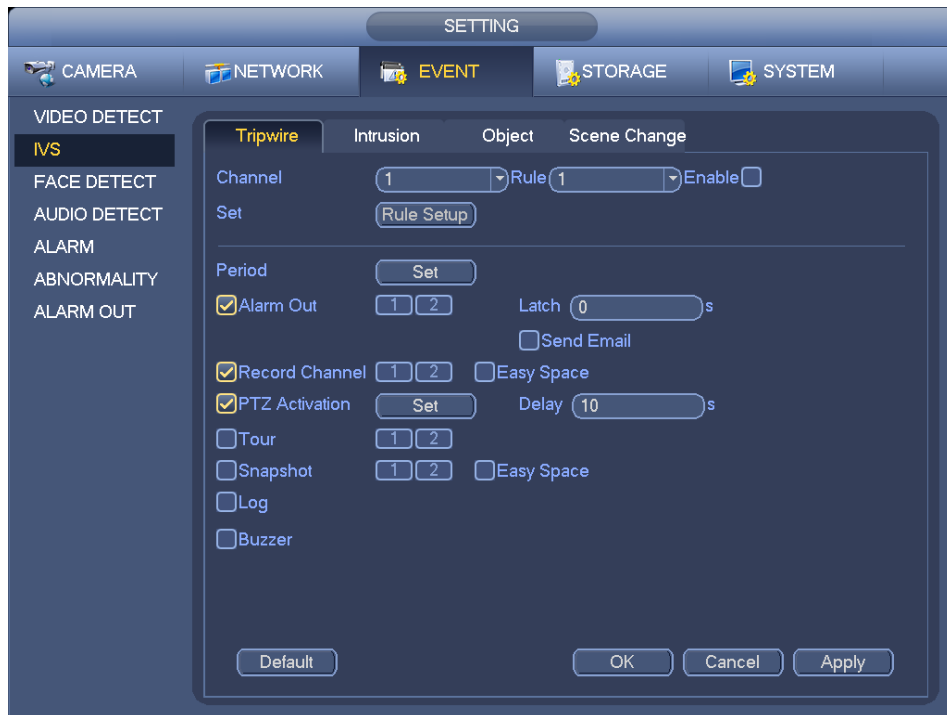 SETTING
CAMERA NETWORK EVENT STORAGE SYSTEM
VIDEO DETECT
IVS
FACE DETECT
AUDIO DETECT
ALARM
ABNORMALITY
ALARM OUT
Tripwire Intrusion Object Scene Change
Channel 1 Rule 1 Enable
Set Rule Setup
Period Set
Alarm Out 1 2 Latch 0 s
Send Email
Record Channel 1 2 Easy Space
PTZ Activation Set Delay 10 s
Tour 1 2
Snapshot 1 2 Easy Space
Log
Buzzer
Default OK Cancel Apply